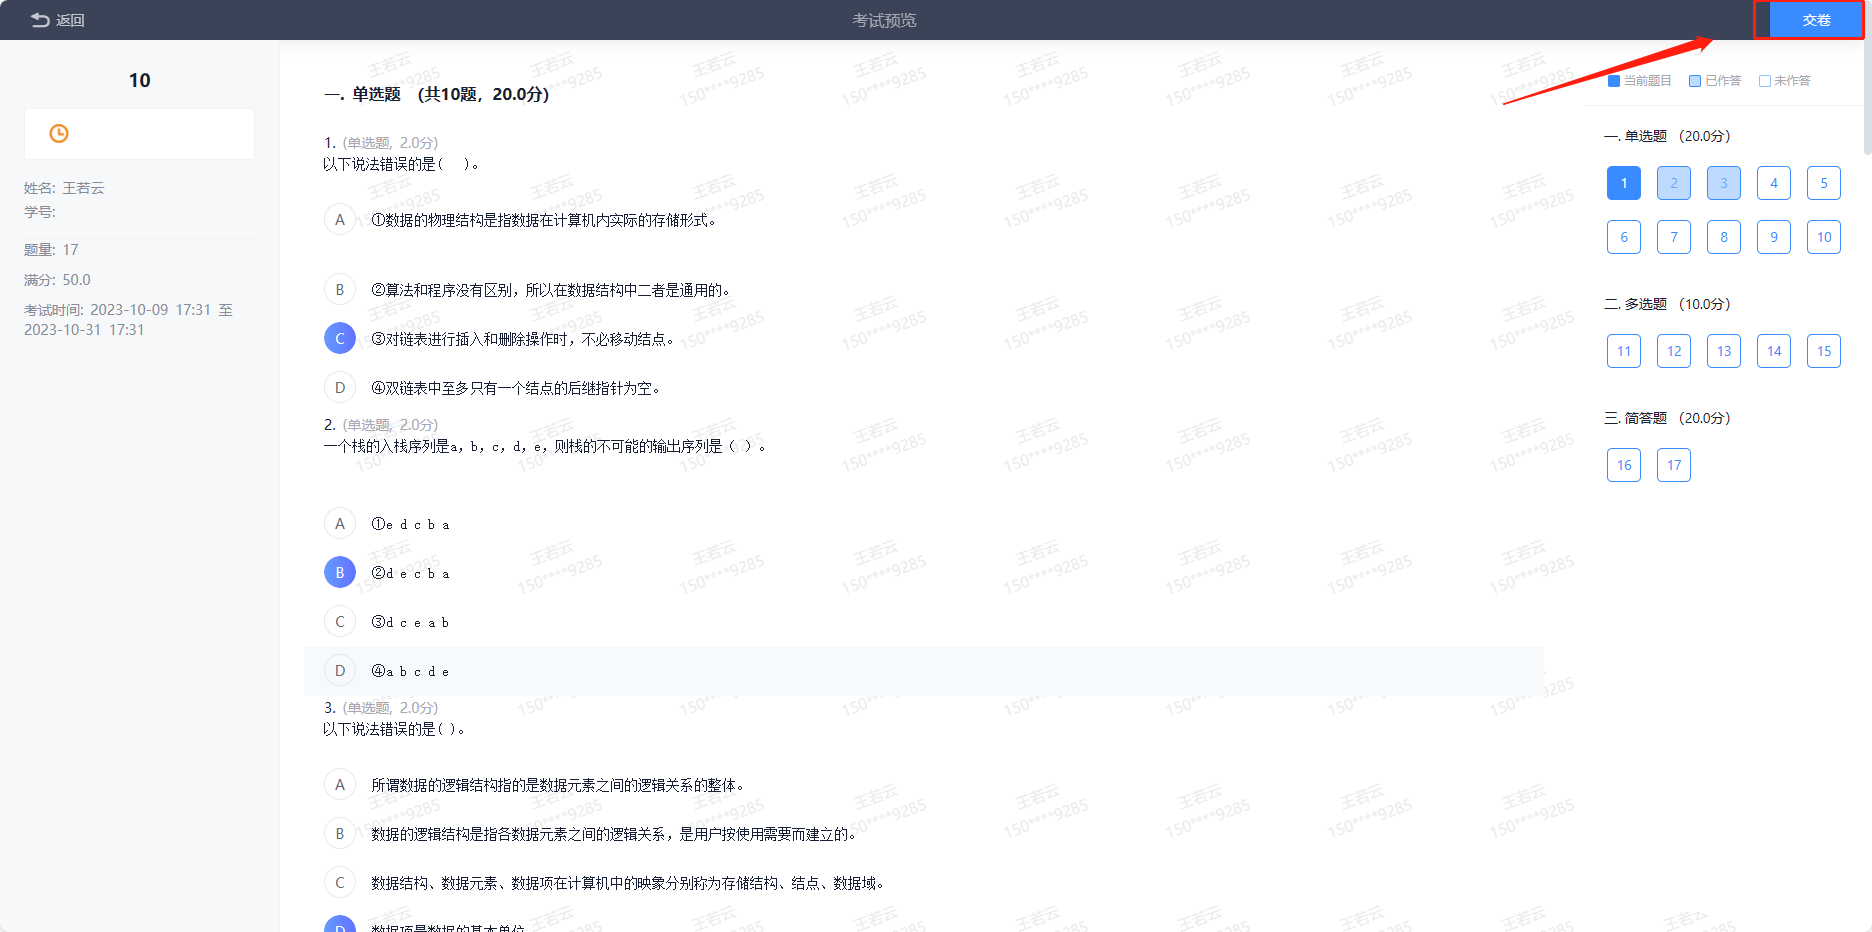 返回
考试预览
交卷
10
姓名: 王若云
学号:
题量: 17
满分: 50.0
考试时间: 2023-10-09 17:31 至
2023-10-31 17:31
一. 单选题 (共10题，20.0分)
1. (单选题, 2.0分)
以下说法错误的是( )。
A ①数据的物理结构是指数据在计算机内实际的存储形式。
B ②算法和程序没有区别，所以在数据结构中二者是通用的。
C ③对链表进行插入和删除操作时，不必移动结点。
D ④双链表中至多只有一个结点的后继指针为空。
2. (单选题, 2.0分)
一个栈的入栈序列是a，b，c，d，e，则栈的不可能的输出序列是（ ）。
A ①e d c b a
B ②d e c b a
C ③d c e a b
D ④a b c d e
3. (单选题, 2.0分)
以下说法错误的是( )。
A 所谓数据的逻辑结构指的是数据元素之间的逻辑关系的整体。
B 数据的逻辑结构是指各数据元素之间的逻辑关系，是用户按使用需要而建立的。
C 数据结构、数据元素、数据项在计算机中的映象分别称为存储结构、结点、数据域。
D 数据项是数据的基本单位
当前题目 已作答 未作答
一. 单选题 （20.0分）
1 2 3 4 5
6 7 8 9 10
二. 多选题 （10.0分）
11 12 13 14 15
三. 简答题 （20.0分）
16 17
王若云
150****9285